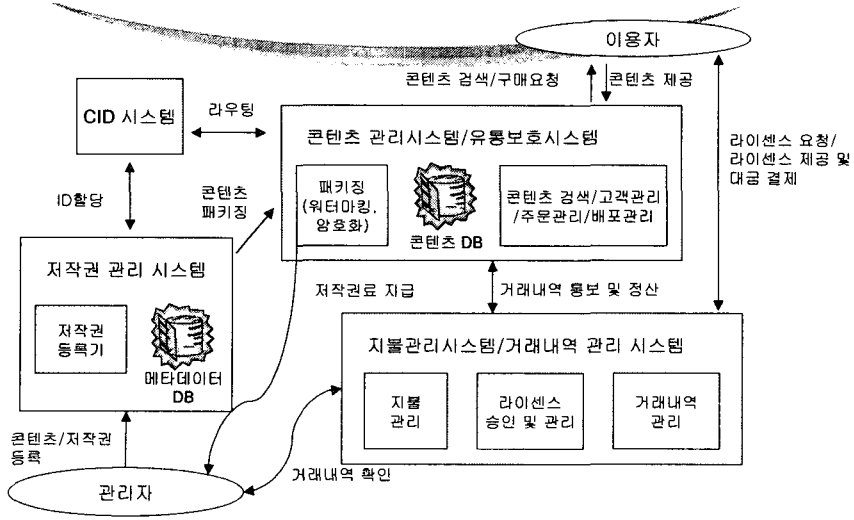 이용자
콘텐츠 검색/구매요청
콘텐츠 제공
CID 시스템
라우팅
콘텐츠 관리시스템/유통보호시스템
라이센스 요청/
라이센스 제공 및
대금 결제
ID할당
콘텐츠
패키징
패키징
(워터마킹,
암호화)
콘텐츠 DB
콘텐츠 검색/고객관리
/주문관리/배포관리
저작권 관리 시스템
저작권
등록기
메타데이터
DB
저작권료 지급
거래내역 통보 및 정산
지불관리시스템/거래내역 관리 시스템
지불
관리
라이센스
승인 및 관리
거래내역
관리
콘텐츠/저작권
등록
거래내역 확인
관리자